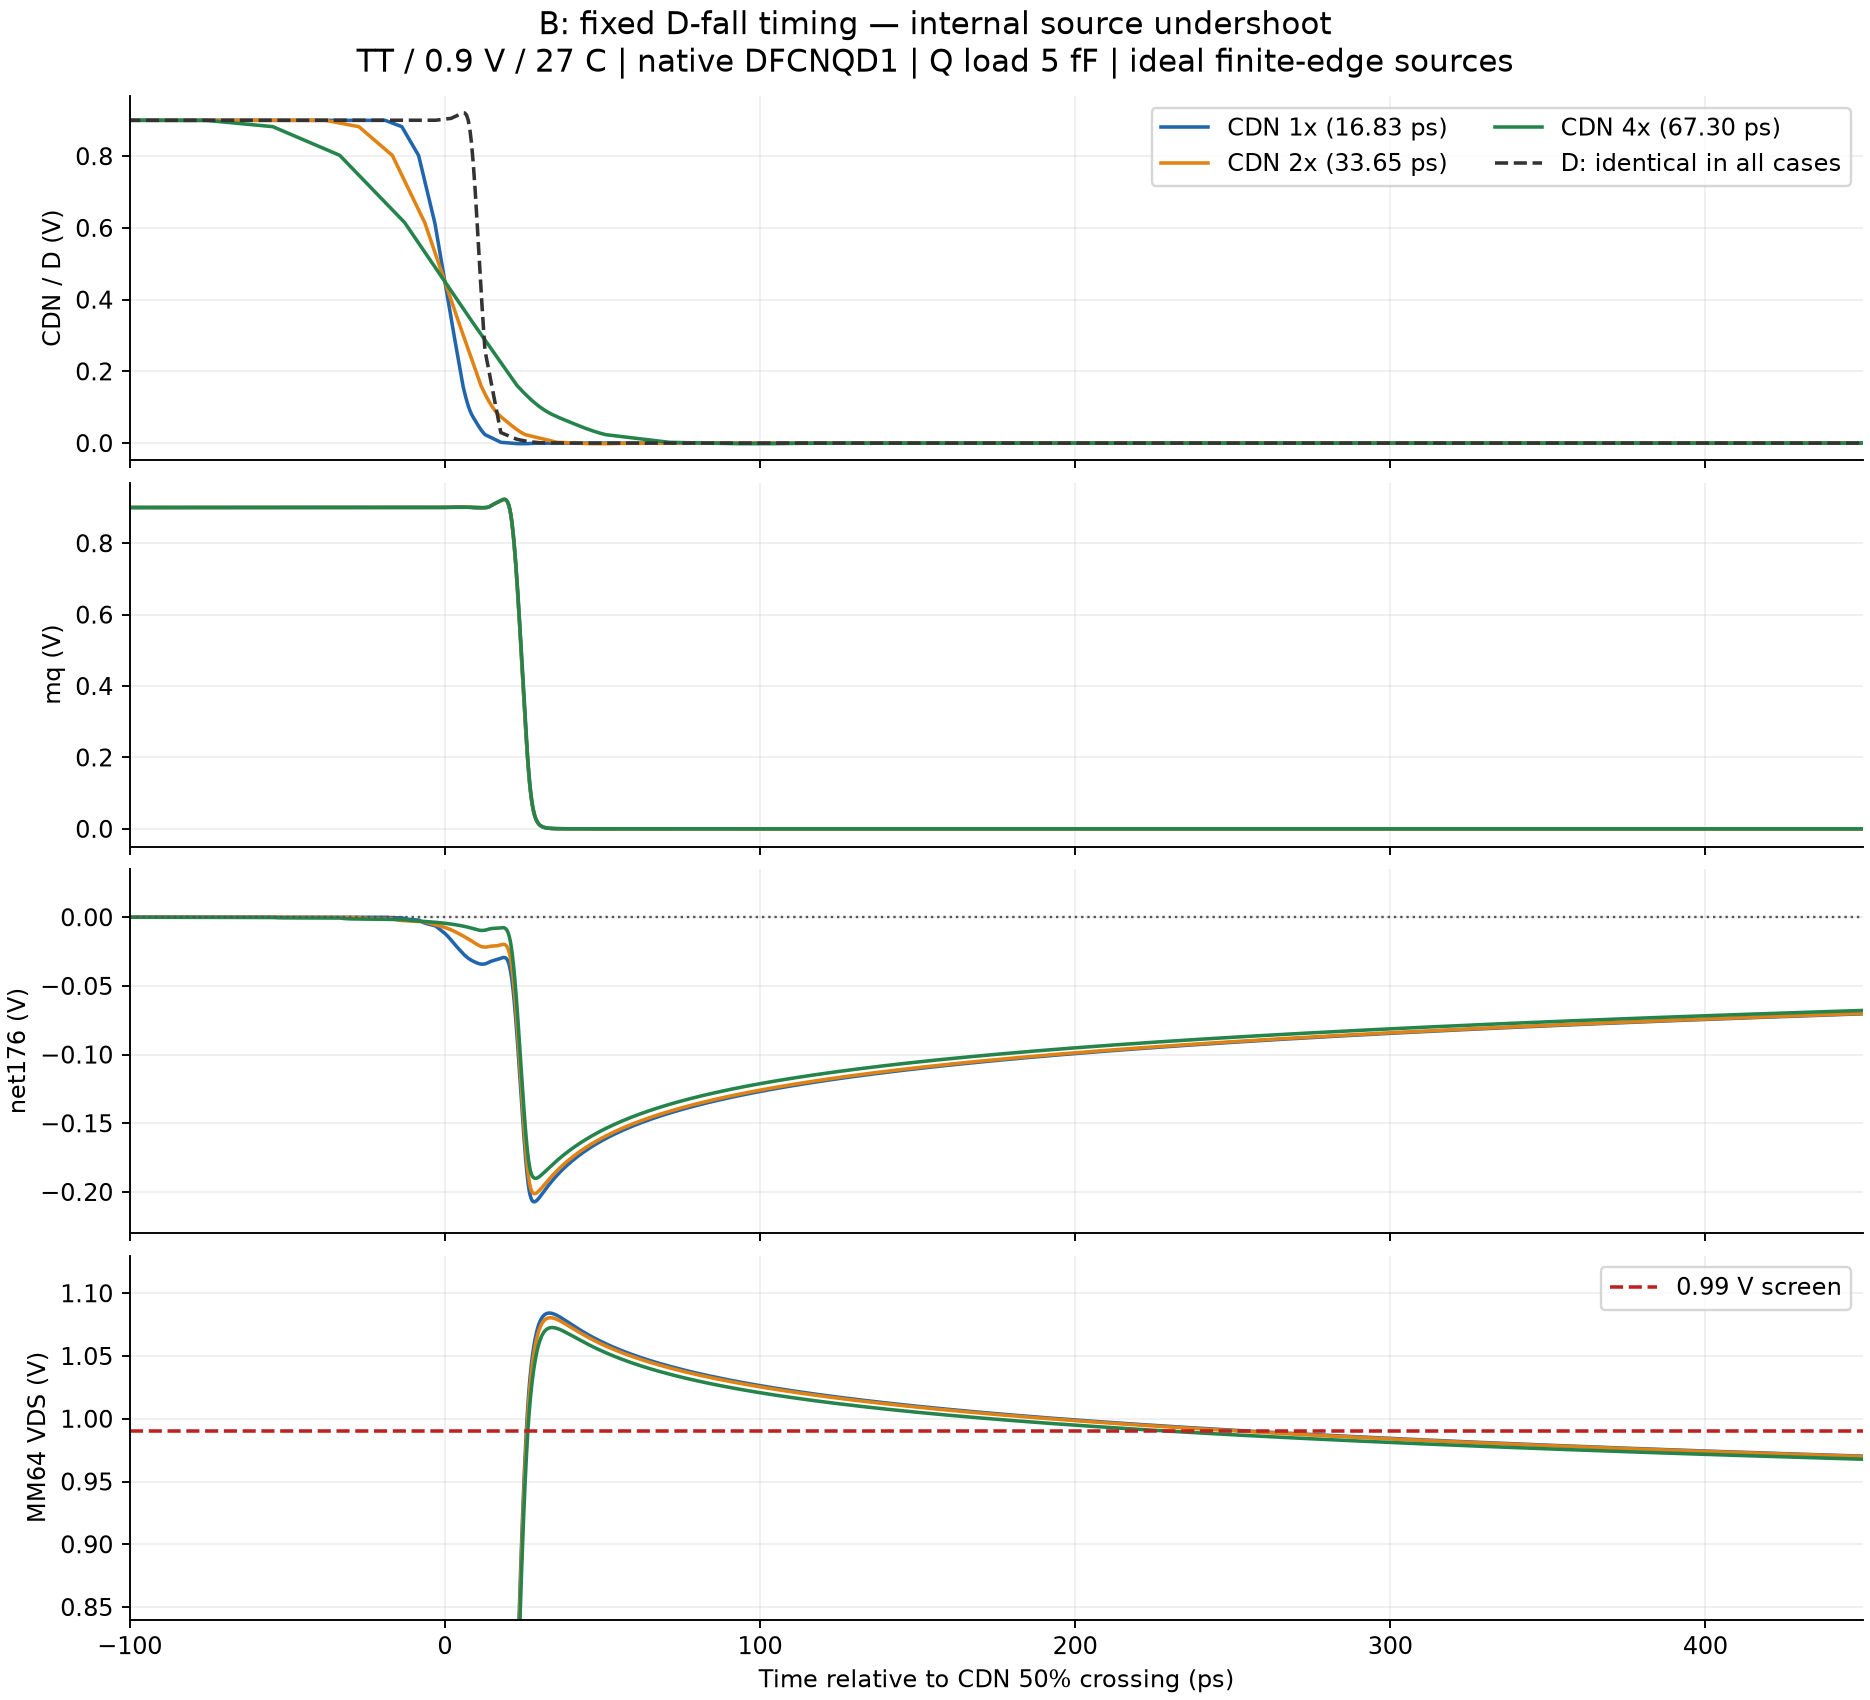 B: fixed D-fall timing — internal source undershoot
TT / 0.9 V / 27 C | native DFCNQD1 | Q load 5 fF | ideal finite-edge sources
CDN / D (V)
0.8
0.6
0.4
0.2
0.0
CDN 1x (16.83 ps)
CDN 2x (33.65 ps)
CDN 4x (67.30 ps)
D: identical in all cases
mq (V)
0.8
0.6
0.4
0.2
0.0
net176 (V)
0.00
−0.05
−0.10
−0.15
−0.20
MM64 VDS (V)
1.10
1.05
1.00
0.95
0.90
0.85
0.99 V screen
−100
0
100
200
300
400
Time relative to CDN 50% crossing (ps)